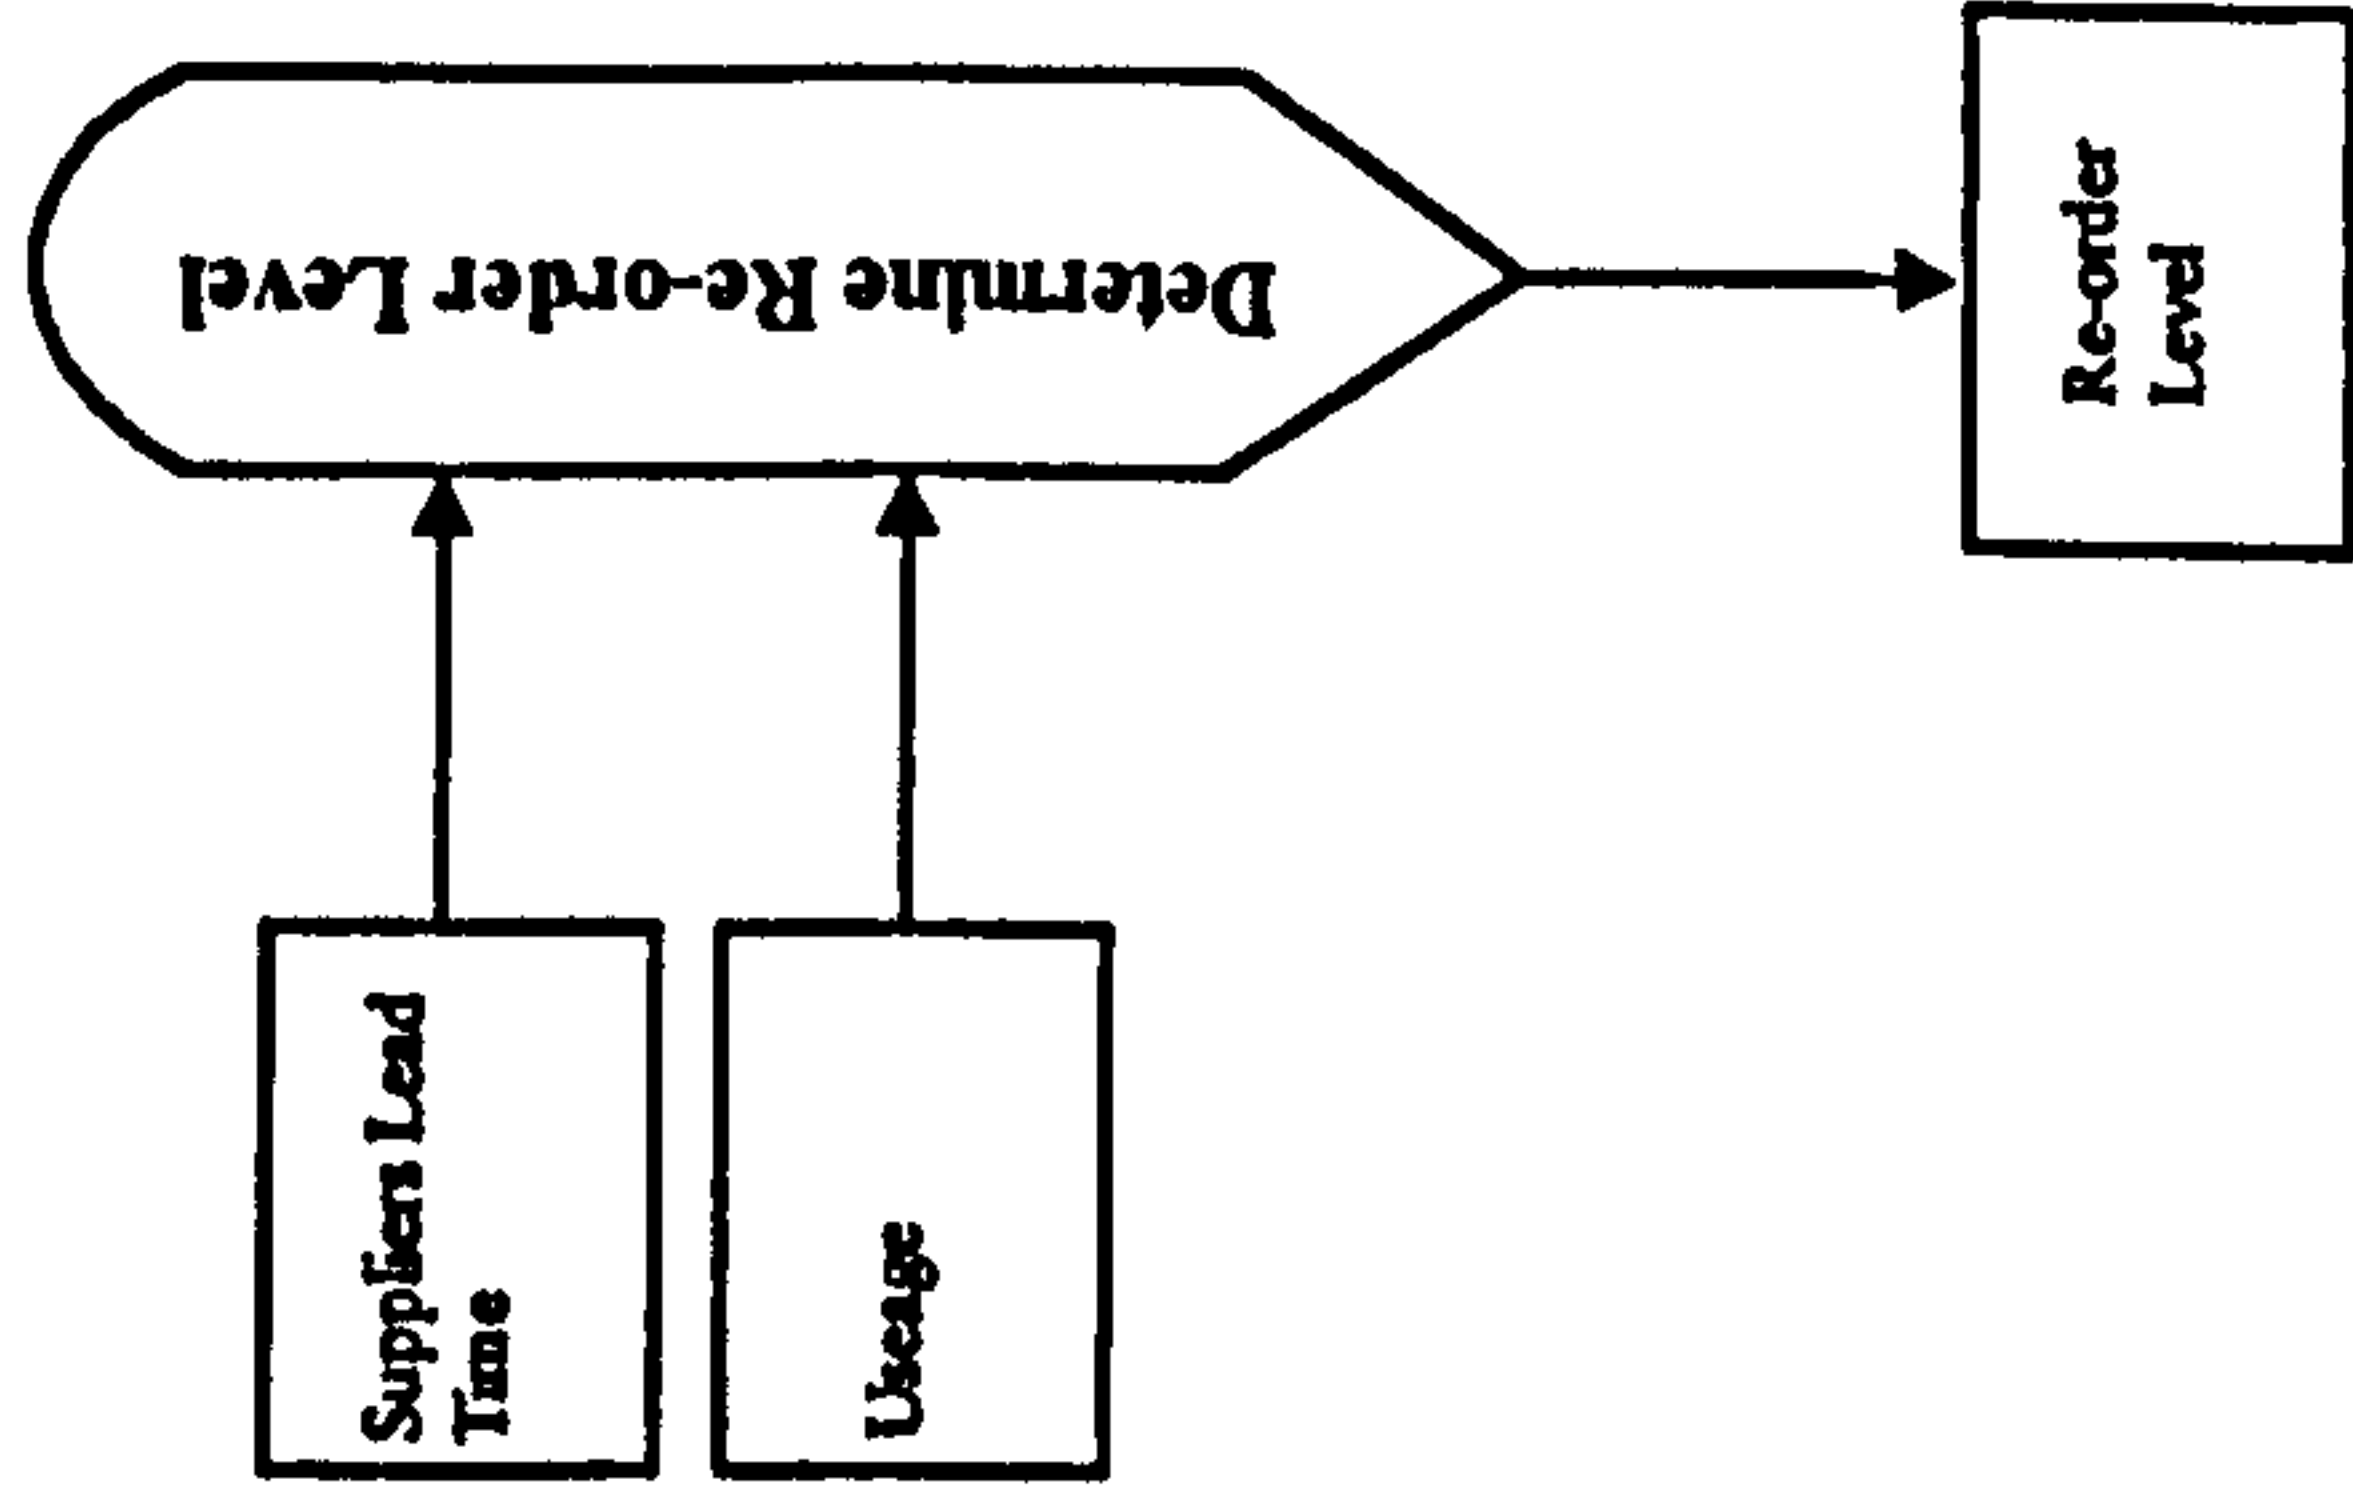 Determine Re-order Level
Re-order
Level
Suppliers Lead
Time
Useage